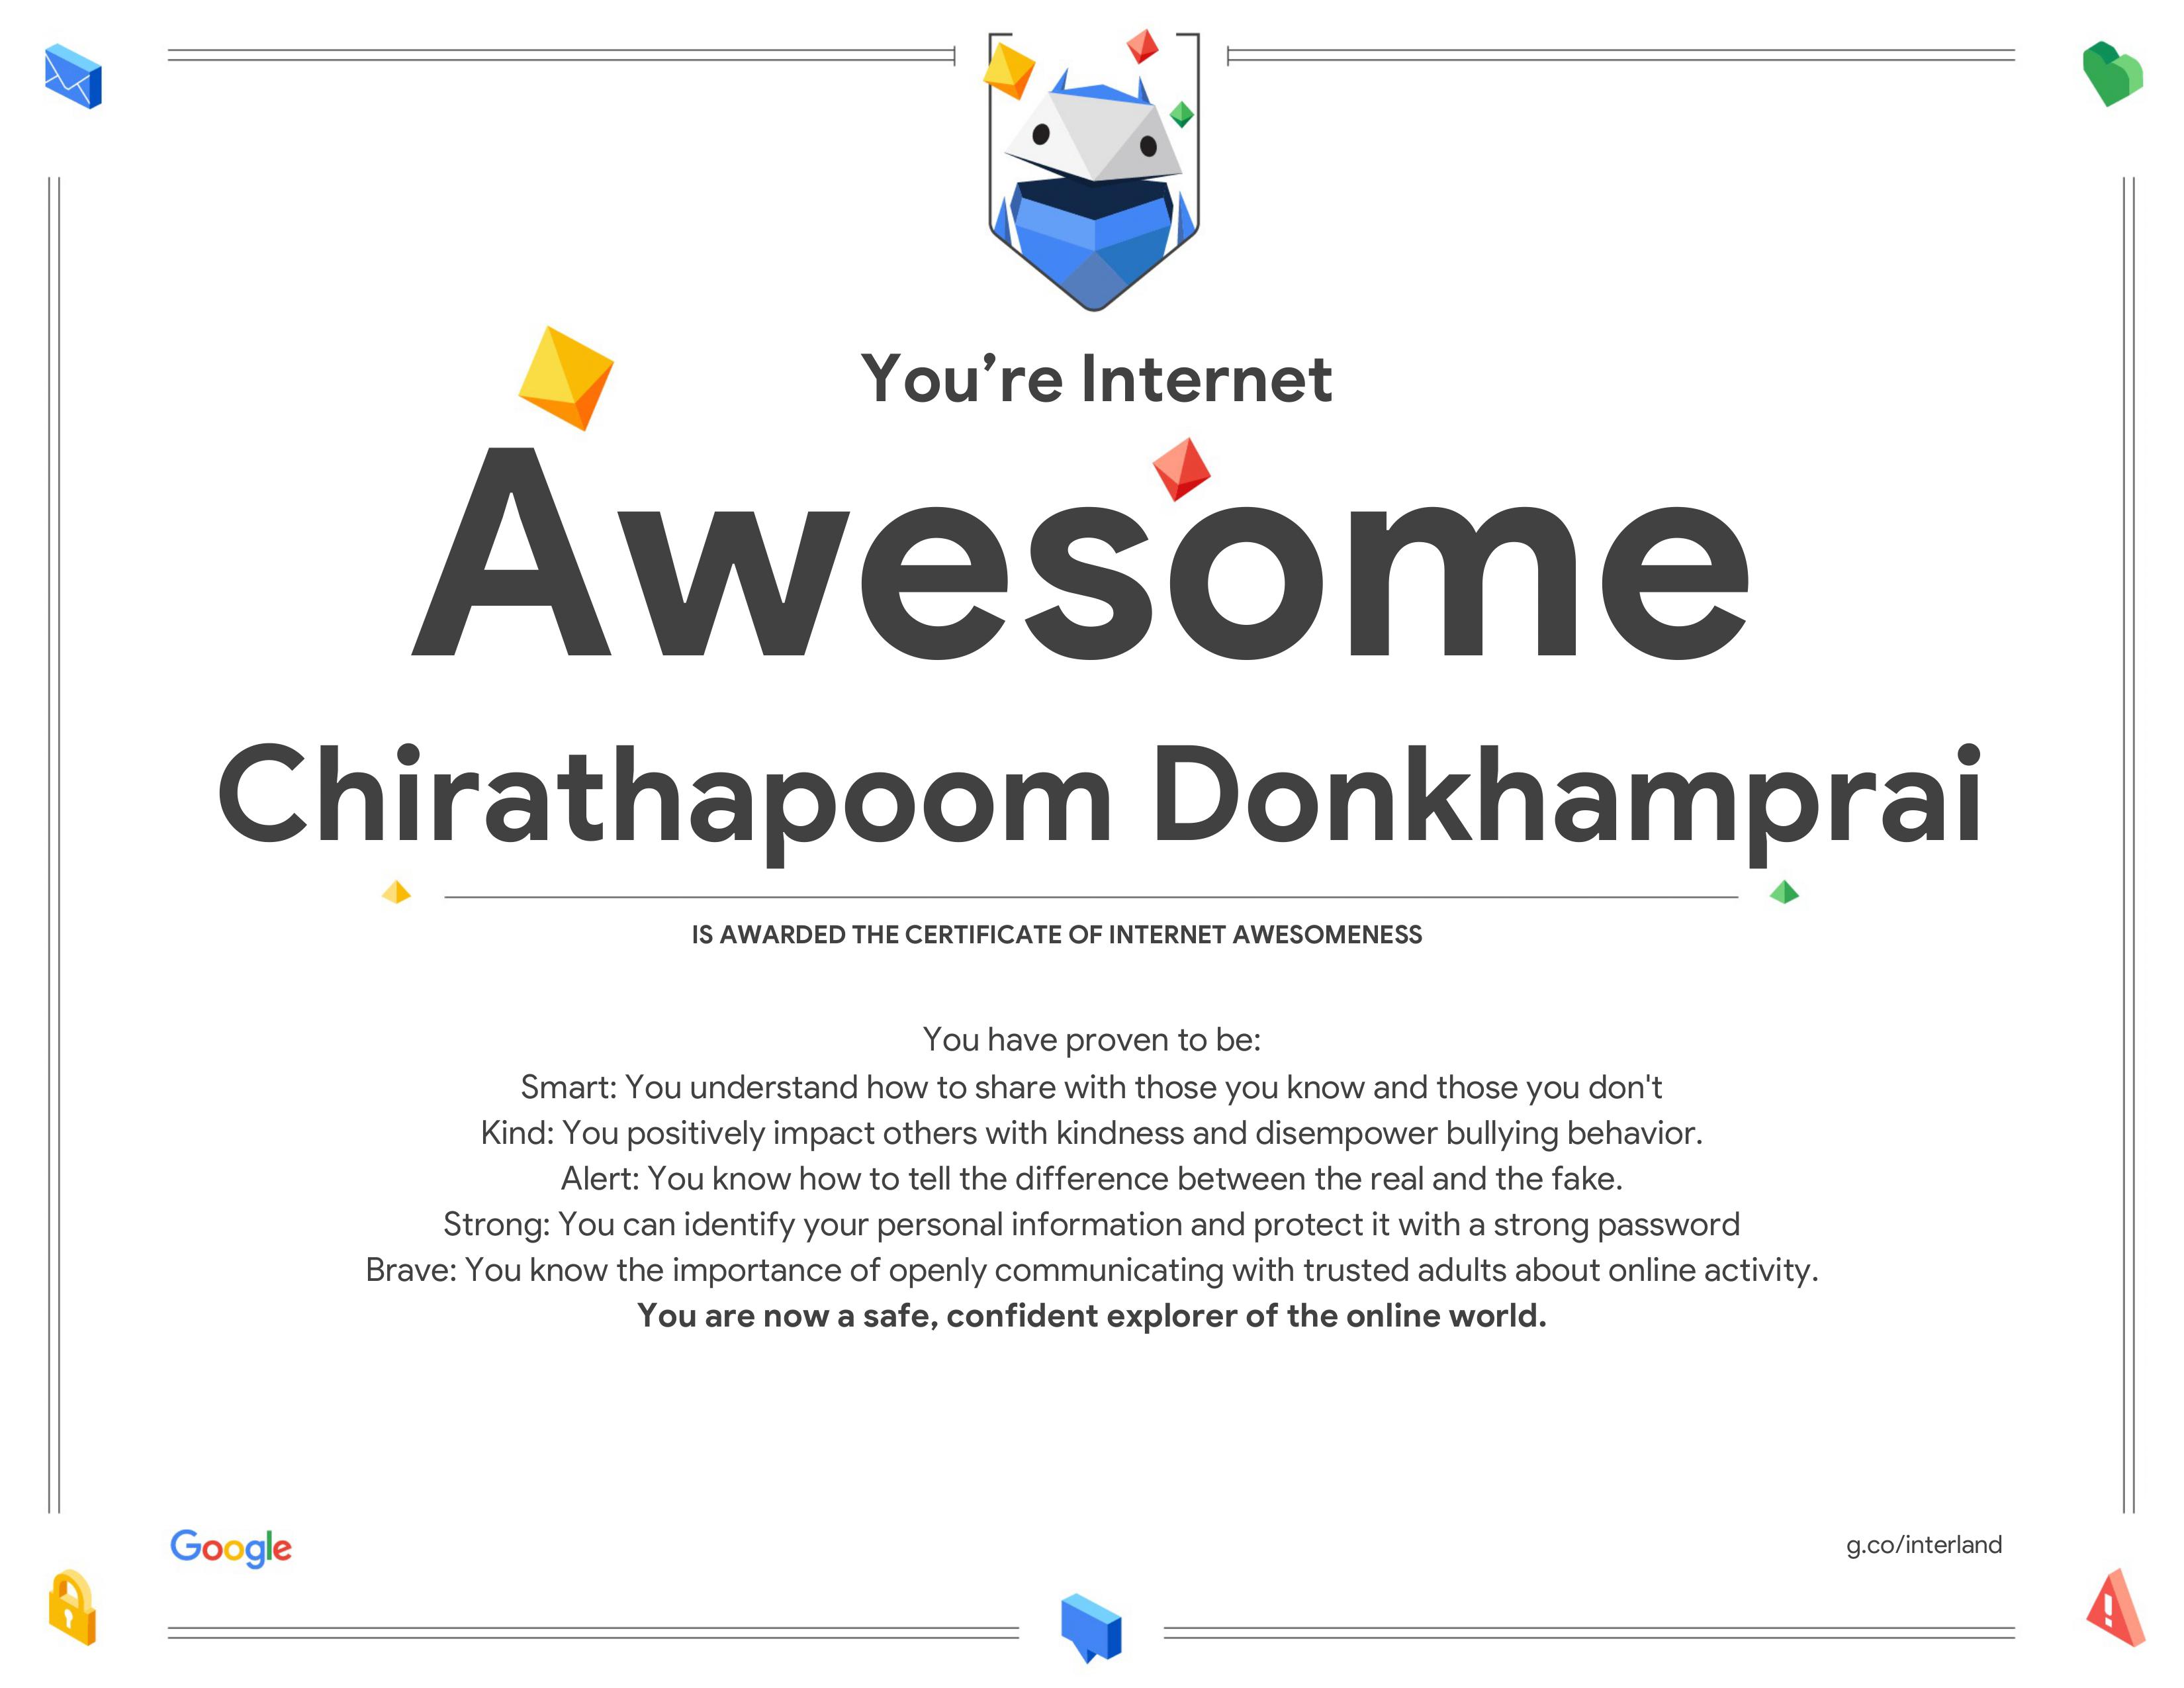 You’re Internet
Awesome
Chirathapoom Donkhamprai
IS AWARDED THE CERTIFICATE OF INTERNET AWESOMENESS
You have proven to be:
Smart: You understand how to share with those you know and those you don't
Kind: You positively impact others with kindness and disempower bullying behavior.
Alert: You know how to tell the difference between the real and the fake.
Strong: You can identify your personal information and protect it with a strong password
Brave: You know the importance of openly communicating with trusted adults about online activity.
You are now a safe, confident explorer of the online world.
Google
g.co/interland